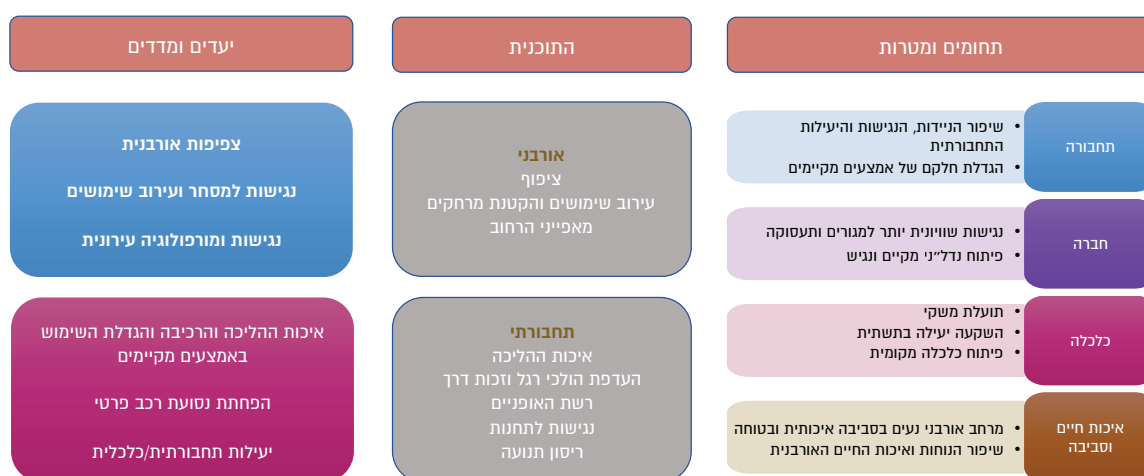 תחומים ומטרות
תחבורה
• שיפור הניידות, הנגישות והיעילות
התחבורתית
• הגדלת חלקם של אמצעים מקיימים
חברה
• נגישות שוויונית יותר למגורים ותעסוקה
• פיתוח נדל״ני מקיים ונגיש
כלכלה
• תועלת משקי
• השקעה יעילה בתשתית
• פיתוח כלכלה מקומית
איכות חיים
וסביבה
• מרחב אורבני נעים בסביבה איכותית ובטוחה
• שיפור הנוחות ואיכות החיים האורבנית
התוכנית
אורבני
ציפוף
עירוב שימושים והקטנת מרחקים
מאפייני הרחוב
תחבורתי
איכות ההליכה
העדפת הולכי רגל וזכות דרך
רשת האופניים
נגישות לתחנות
ריסון תנועה
יעדים ומדדים
צפיפות אורבנית
נגישות למסחר ועירוב שימושים
נגישות ומורפולוגיה עירונית
איכות ההליכה והרכיבה והגדלת השימוש
באמצעים מקיימים
הפחתת נסועת רכב פרטי
יעילות תחבורתית/כלכלית